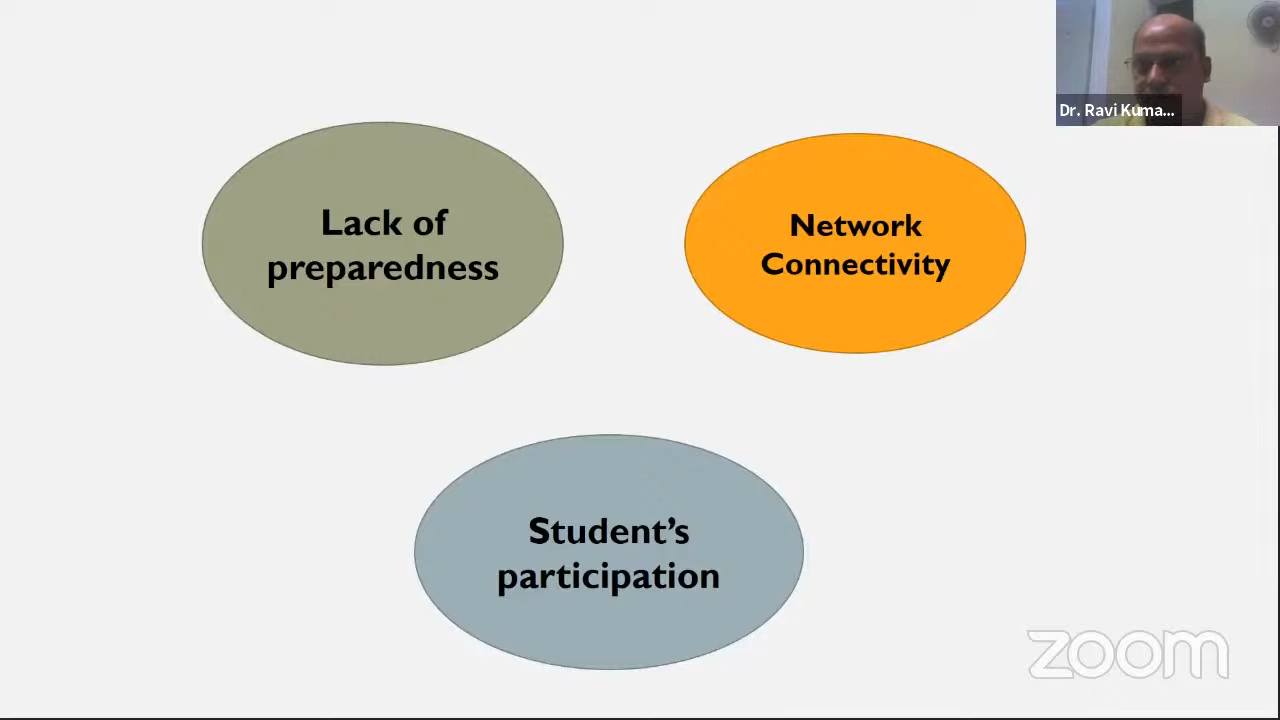 Dr. Ravi Kuma...
Lack of
preparedness
Network
Connectivity
Student's
participation
zoom